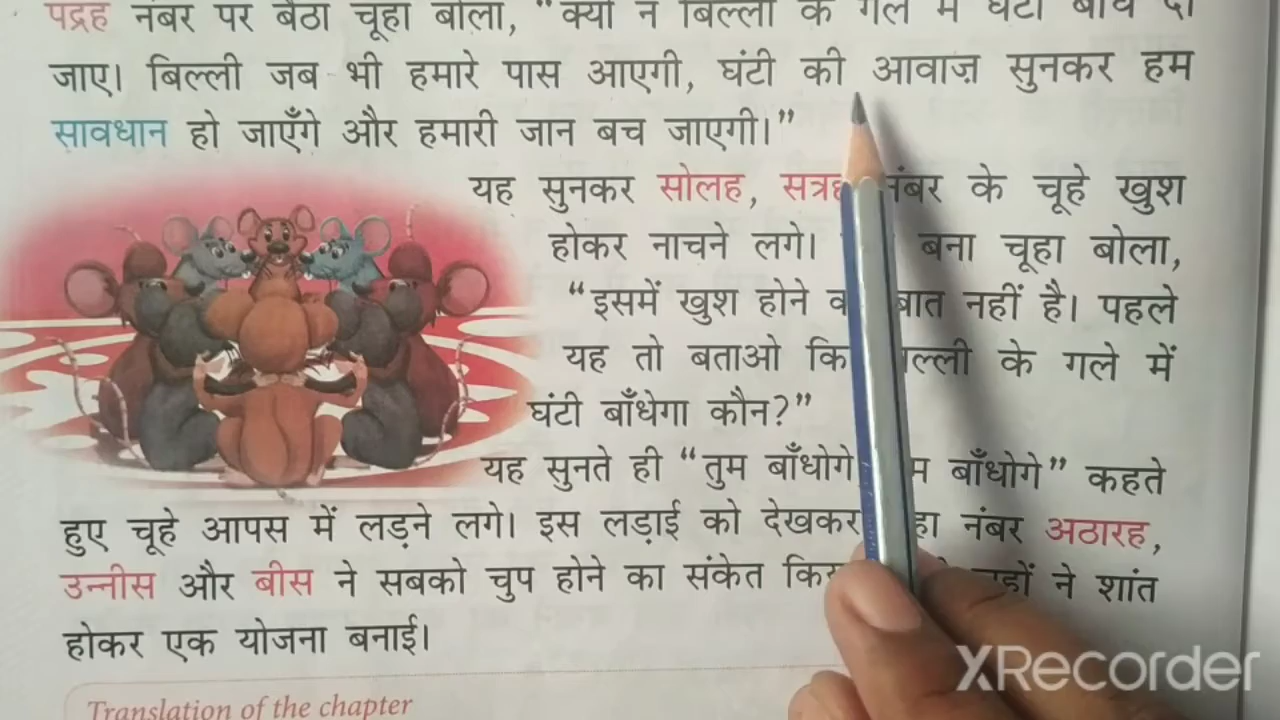 पंद्रह नंबर पर बैठा चूहा बोला, "क्यों न बिल्ली के गले में घंटी बाँध दी
जाए। बिल्ली जब भी हमारे पास आएगी, घंटी की आवाज़ सुनकर हम
सावधान हो जाएँगे और हमारी जान बच जाएगी।”
यह सुनकर सोलह, सत्रह नंबर के चूहे खुश
होकर नाचने लगे। बना चूहा बोला,
“इसमें खुश होने बात नहीं है। पहले
यह तो बताओ कि के गले में
घंटी बाँधेगा कौन?”
यह सुनते ही “तुम बाँधोगे बाँधोगे” कहते
हुए चूहे आपस में लड़ने लगे। इस लड़ाई को देखकर नंबर अठारह,
उन्नीस और बीस ने सबको चुप होने का संकेत ने शांत
होकर एक योजना बनाई।
Translation of the chapter
XRecorder